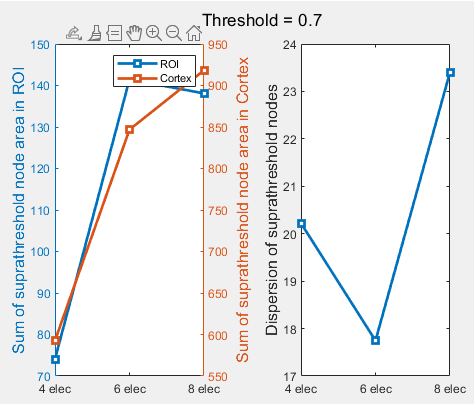 Threshold = 0.7
Sum of suprathreshold node area in ROI
150
140
130
120
110
100
90
80
70
ROI
Cortex
4 elec
6 elec
8 elec
950
900
850
800
750
700
650
600
550
Sum of suprathreshold node area in Cortex
Dispersion of suprathreshold nodes
24
23
22
21
20
19
18
17
4 elec
6 elec
8 elec